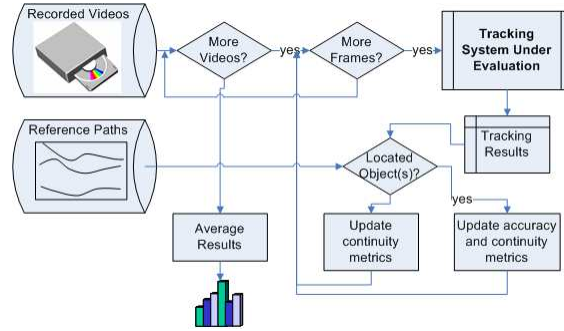 Recorded Videos
More
Videos?
yes
More
Frames?
yes
Tracking
System Under
Evaluation
Reference Paths
Located
Object(s)?
Tracking
Results
yes
Average
Results
Update
continuity
metrics
Update accuracy
and continuity
metrics